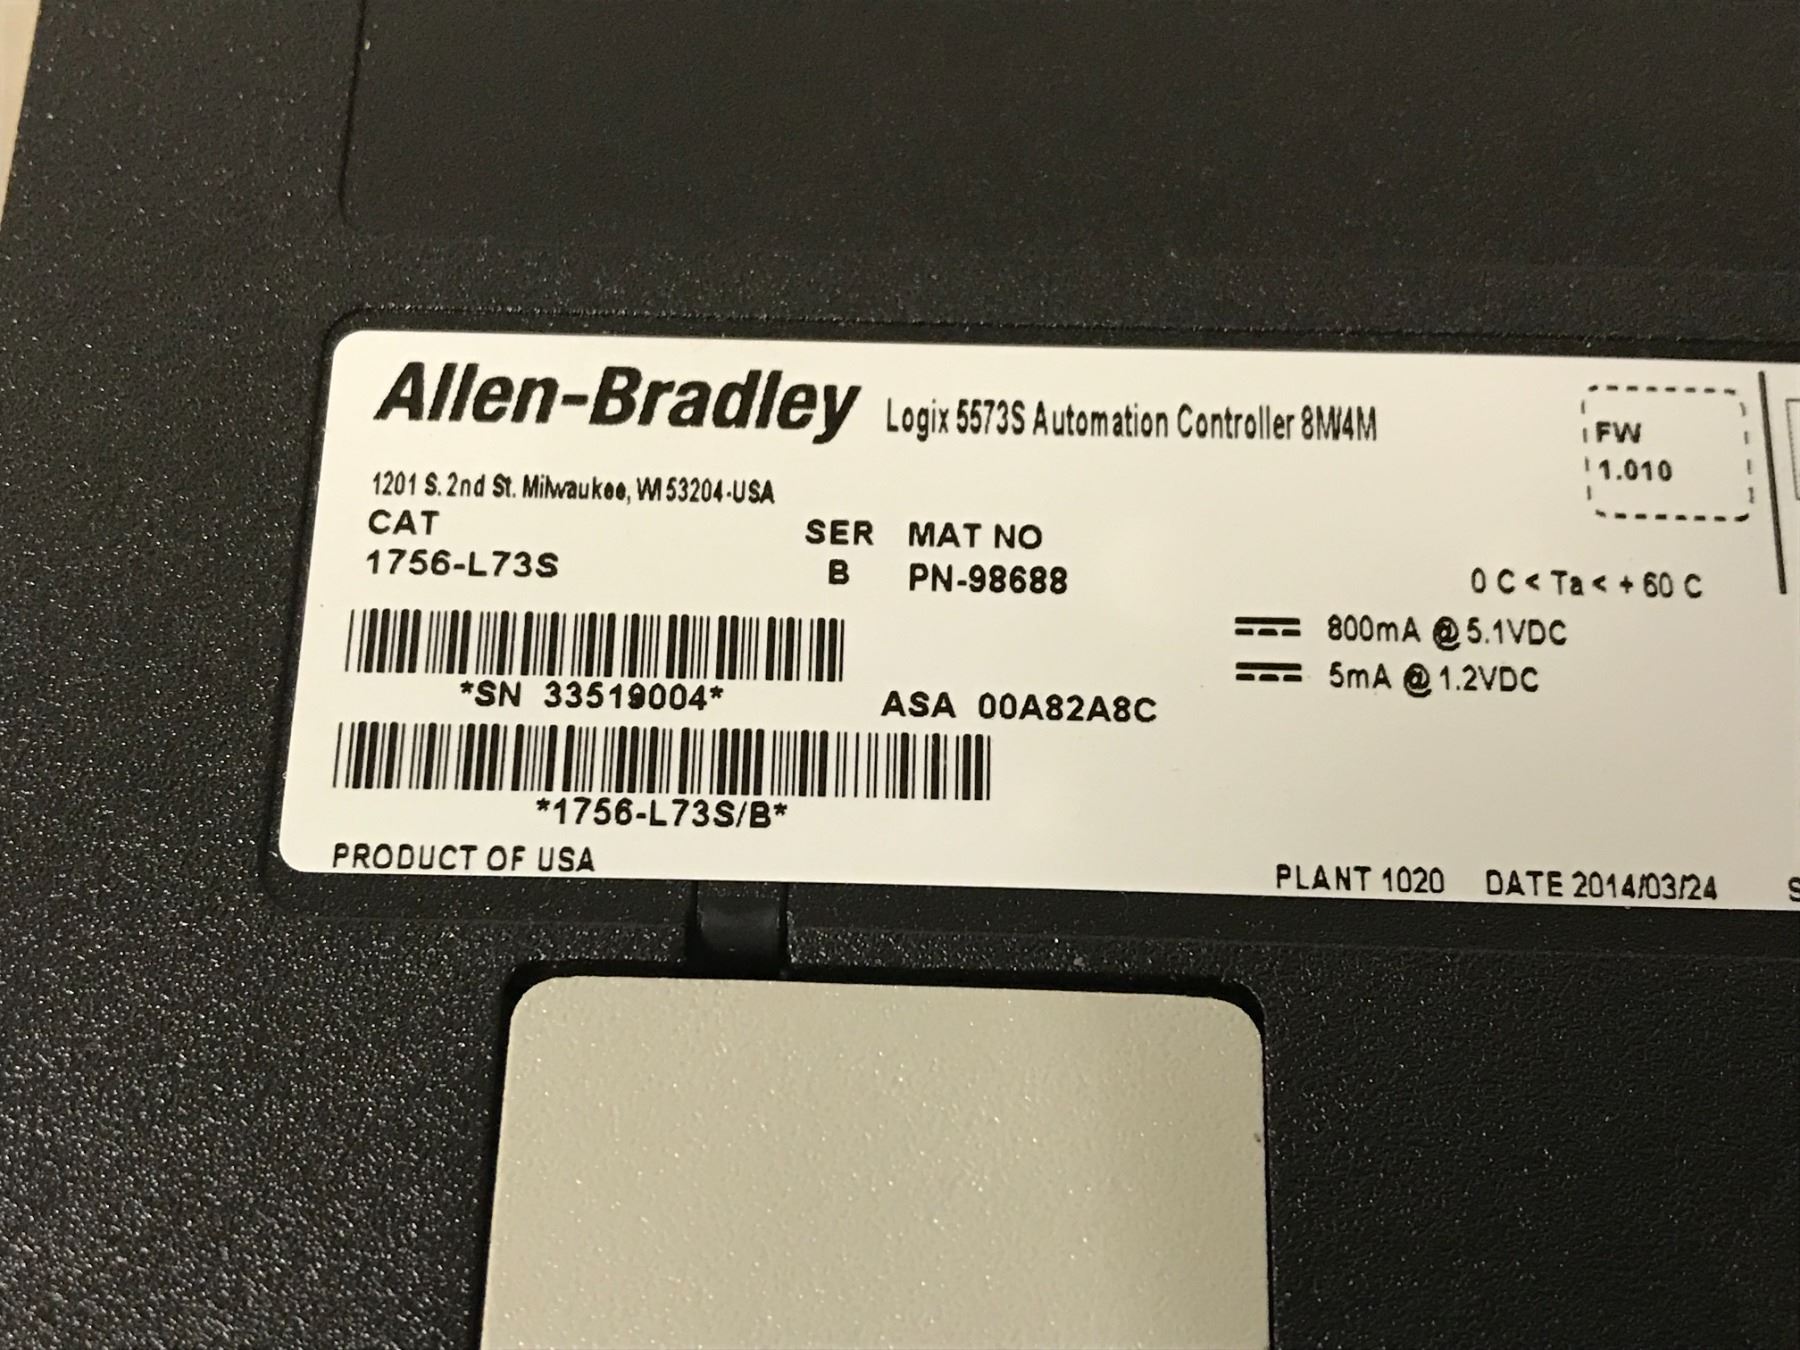 Allen-Bradley Logix 5573S Automation Controller 8M/4M
FW
1.010
1201 S. 2nd St. Milwaukee, WI 53204-USA
CAT SER MAT NO
1756-L73S B PN-98688
0 C < Ta < + 60 C
800mA @ 5.1VDC
5mA @ 1.2VDC
*SN 33519004* ASA 00A82A8C
*1756-L73S/B*
PRODUCT OF USA PLANT 1020 DATE 2014/03/24